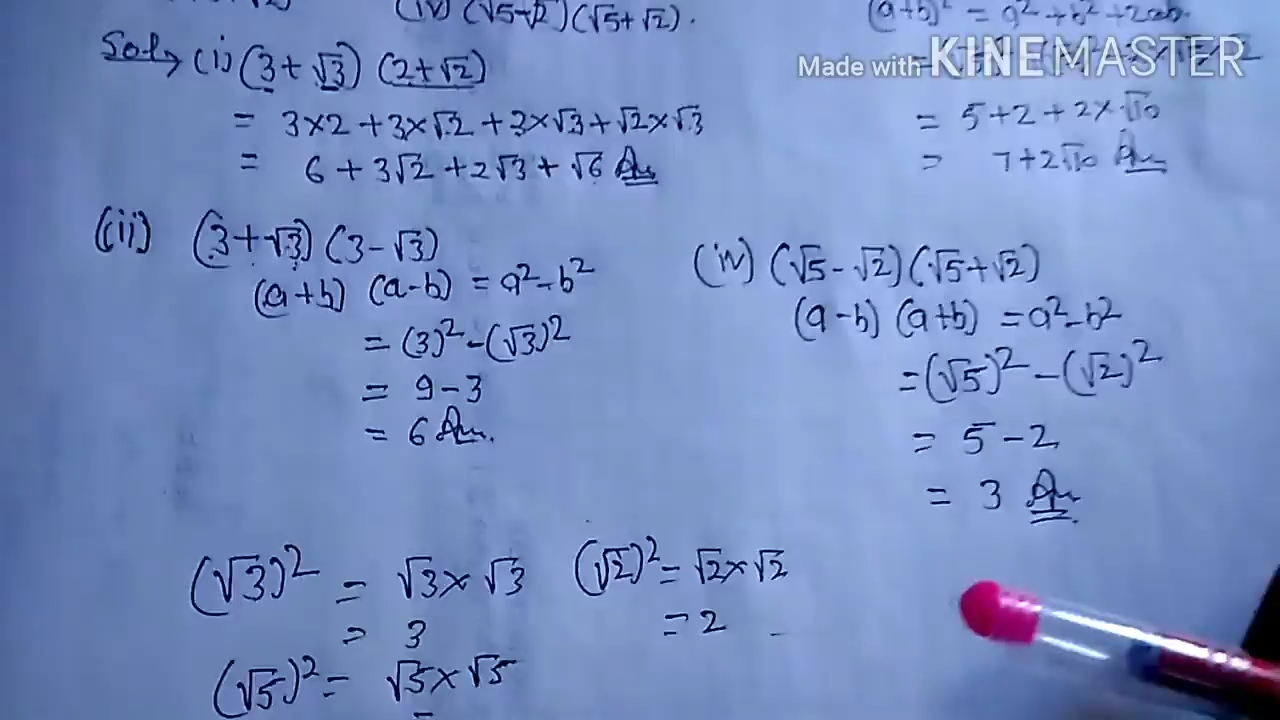 (iv) (√5-√2)(√5+√2).
Sol→ (i) (3+√3) (2+√2)
= 3×2 +3×√2 +2×√3+√2×√3
= 6 + 3√2 +2√3 + √6 Ans
(ii) (3+√3) (3-√3)
(a+b) (a-b) = a²-b²
= (3)² -(√3)²
= 9-3
= 6 Ans.
(a+b)² = a²+b²+2ab.
Made with KINEMASTER
= 5+2+2×√10
= 7+2√10 Ans
(iv) (√5-√2)(√5+√2)
(a-b) (a+b) =a²-b²
=(√5)² -(√2)²
= 5-2
= 3 Ans
(√3)² = √3×√3
= 3
(√2)² = √2×√2
=2
(√5)² = √5×√5
=